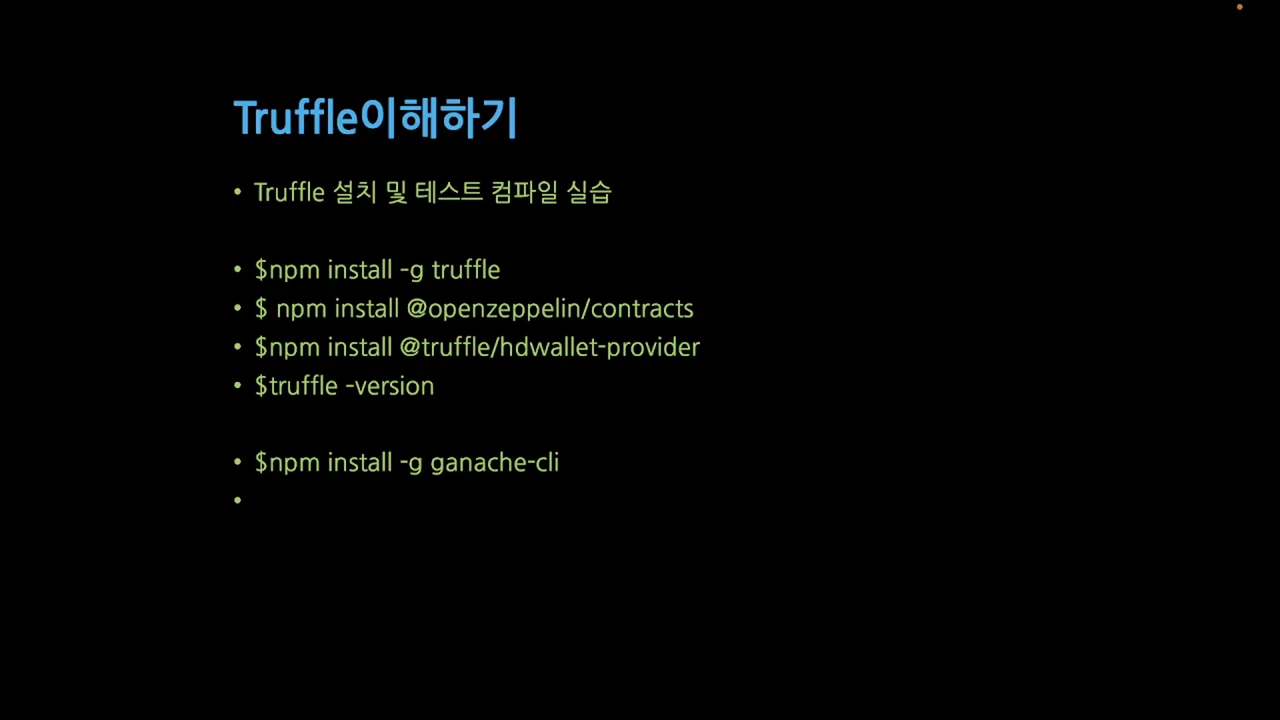 Truffle이해하기
• Truffle 설치 및 테스트 컴파일 실습
• $npm install -g truffle
• $ npm install @openzeppelin/contracts
• $npm install @truffle/hdwallet-provider
• $truffle -version
• $npm install -g ganache-cli
•